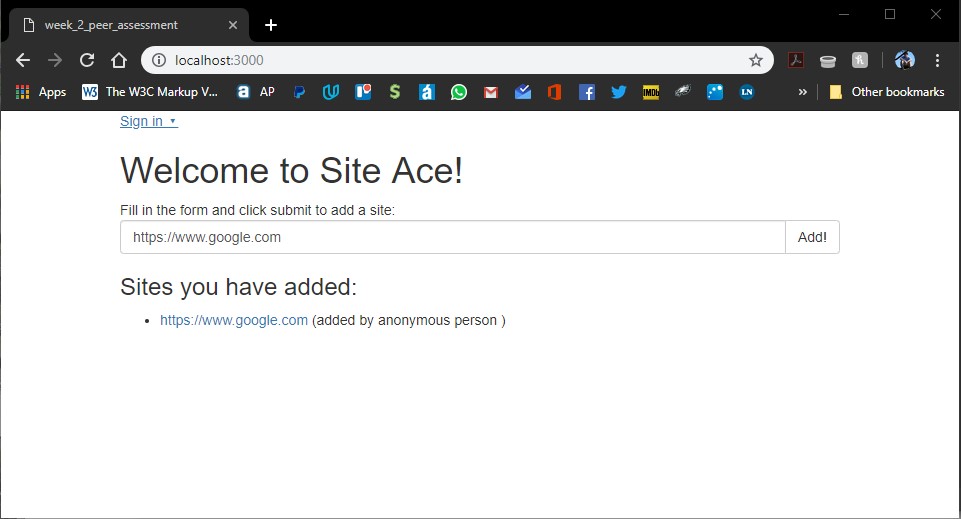 week_2_peer_assessment
localhost:3000
Apps W3 The W3C Markup V... a AP S á IMDb LN » Other bookmarks
Sign in ▾
Welcome to Site Ace!
Fill in the form and click submit to add a site:
https://www.google.com Add!
Sites you have added:
• https://www.google.com (added by anonymous person )